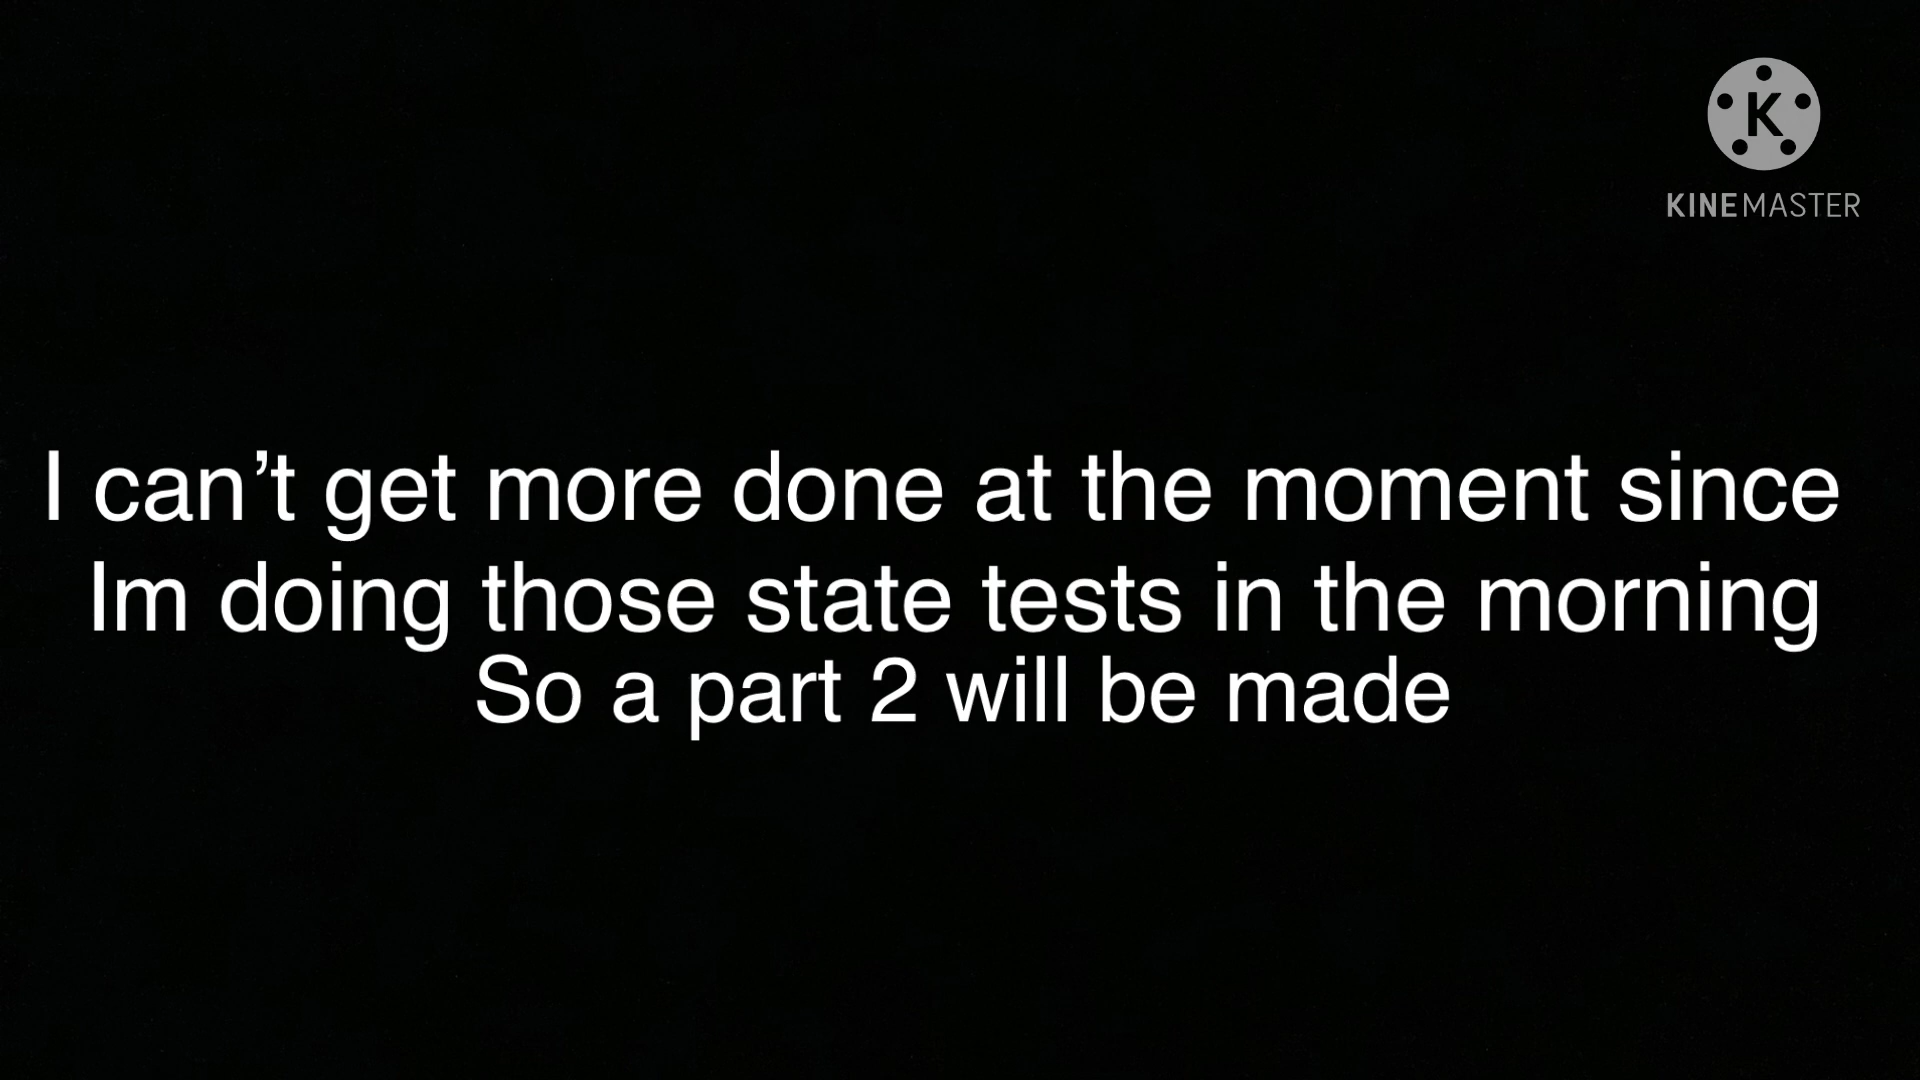 K
KINEMASTER
I can’t get more done at the moment since
Im doing those state tests in the morning
So a part 2 will be made